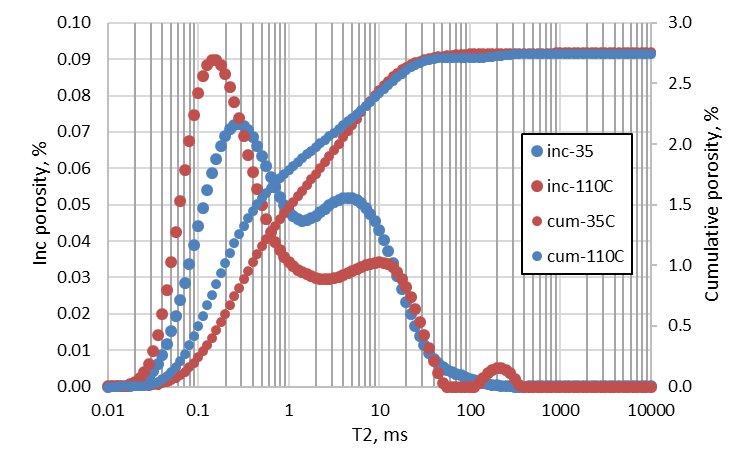 0.10
0.09
0.08
0.07
0.06
0.05
0.04
0.03
0.02
0.01
0.00
Inc porosity, %
3.0
2.5
2.0
1.5
1.0
0.5
0.0
Cumulative porosity, %
inc-35
inc-110C
cum-35C
cum-110C
0.01 0.1 1 10 100 1000 10000
T2, ms